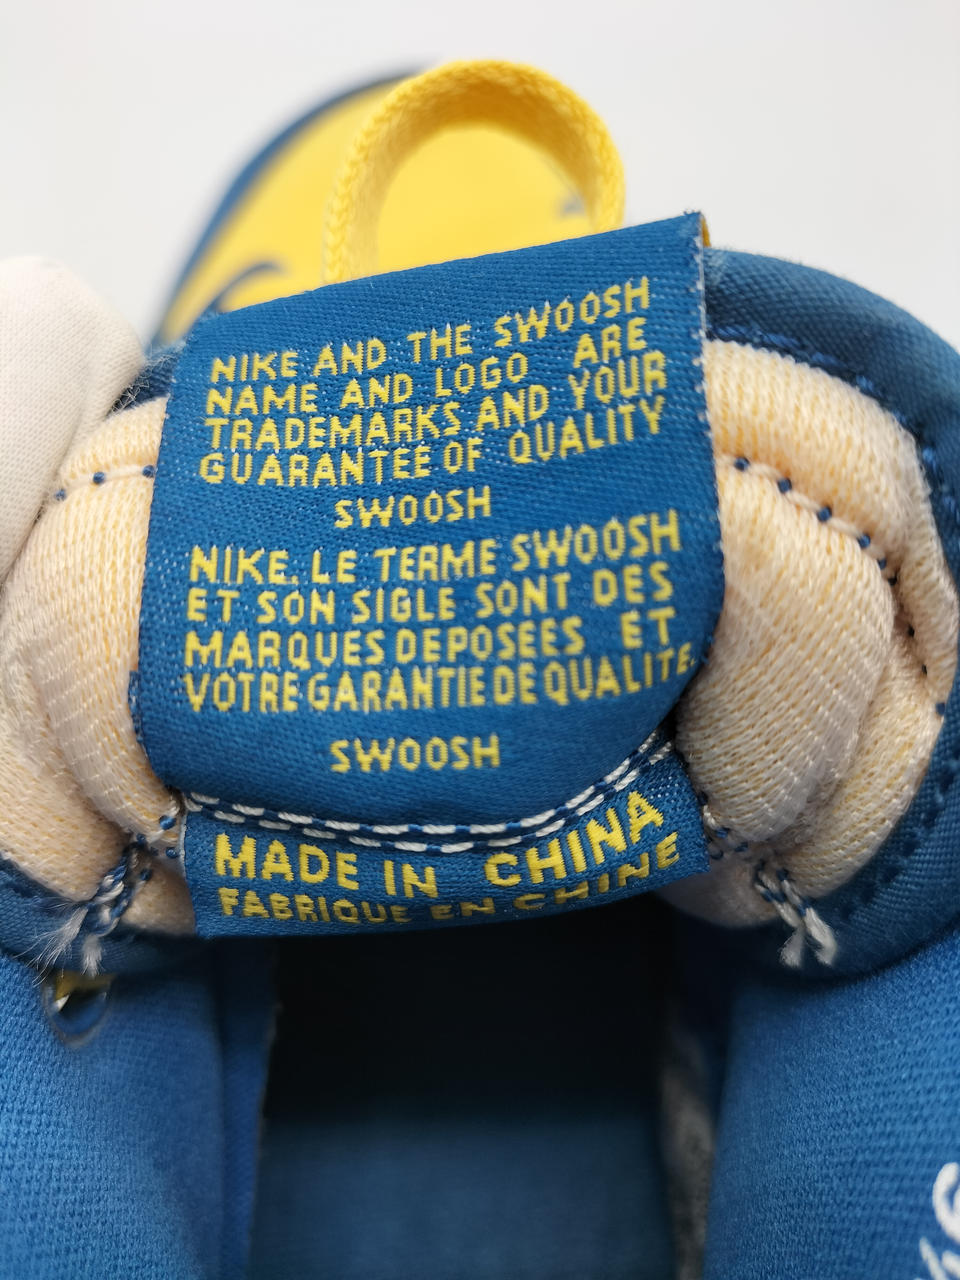 NIKE AND THE SWOOSH
NAME AND LOGO ARE
TRADEMARKS AND YOUR
GUARANTEE OF QUALITY
SWOOSH
NIKE, LE TERME SWOOSH
ET SON SIGLE SONT DES
MARQUES DEPOSEES ET
VOTRE GARANTIE DE QUALITE.
SWOOSH
MADE IN CHINA
FABRIQUE EN CHINE